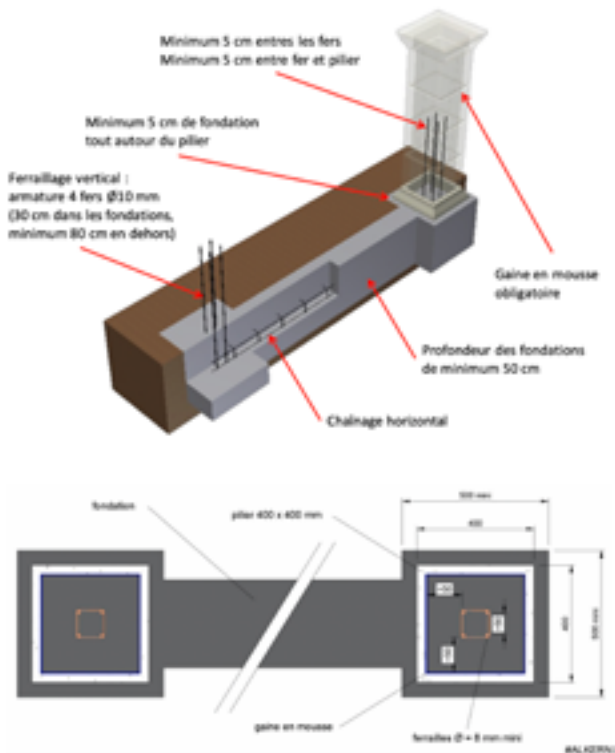 Minimum 5 cm entres les fers
Minimum 5 cm entre fer et pilier
Minimum 5 cm de fondation
tout autour du pilier
Ferraillage vertical :
armature 4 fers Ø10 mm
(30 cm dans les fondations,
minimum 80 cm en dehors)
Gaine en mousse
obligatoire
Profondeur des fondations
de minimum 50 cm
Chaînage horizontal
fondation
pilier 400 x 400 mm
500 mini
400
400
500 mini
gaine en mousse
ferrailles Ø = 8 mm mini